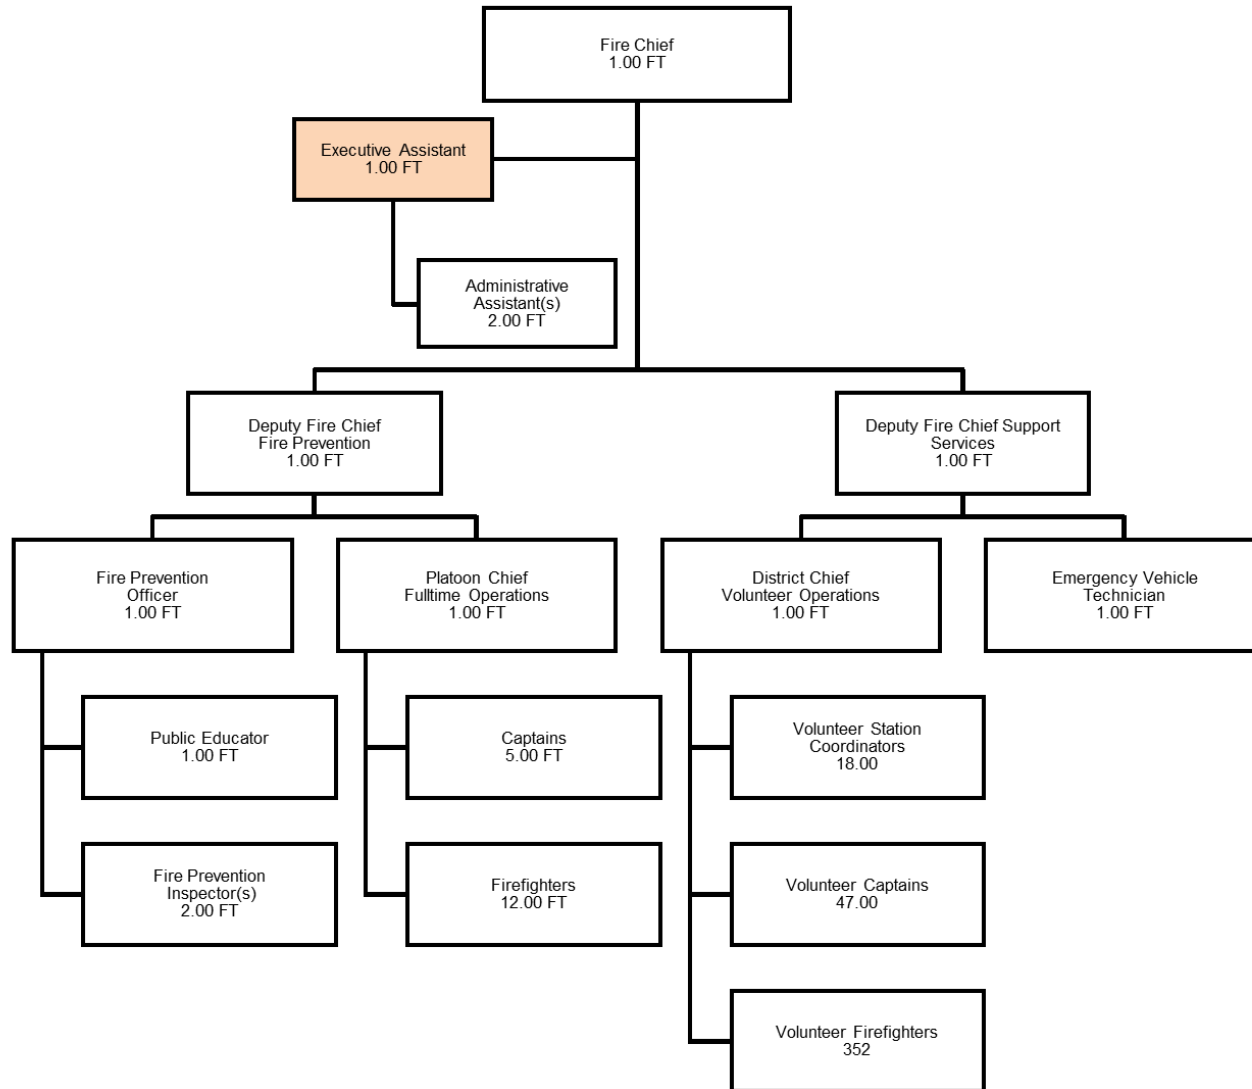 Fire Chief
1.00 FT
Executive Assistant
1.00 FT
Administrative
Assistant(s)
2.00 FT
Deputy Fire Chief
Fire Prevention
1.00 FT
Deputy Fire Chief Support
Services
1.00 FT
Fire Prevention
Officer
1.00 FT
Platoon Chief
Fulltime Operations
1.00 FT
District Chief
Volunteer Operations
1.00 FT
Emergency Vehicle
Technician
1.00 FT
Public Educator
1.00 FT
Captains
5.00 FT
Volunteer Station
Coordinators
18.00
Fire Prevention
Inspector(s)
2.00 FT
Firefighters
12.00 FT
Volunteer Captains
47.00
Volunteer Firefighters
352